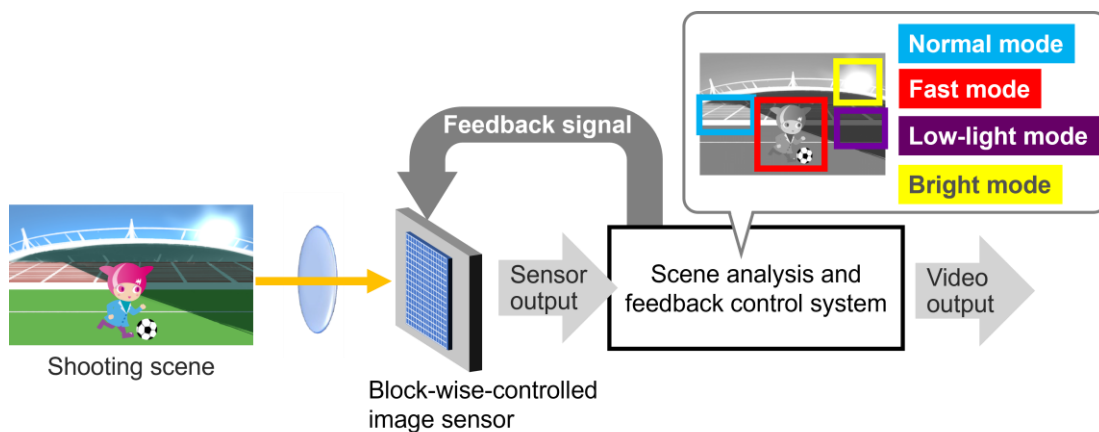 Normal mode
Fast mode
Low-light mode
Bright mode
Feedback signal
Sensor
output
Scene analysis and
feedback control system
Video
output
Shooting scene
Block-wise-controlled
image sensor